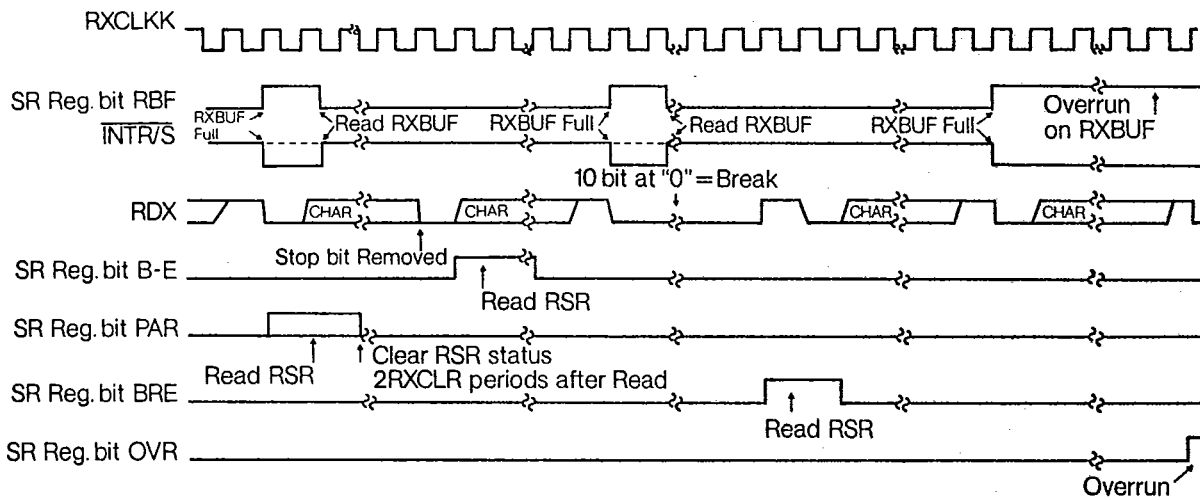 RXCLKK
SR Reg. bit RBF
RXBUF Full
Read RXBUF
RXBUF Full
Read RXBUF
RXBUF Full
Overrun on RXBUF
INTR/S
10 bit at "0" = Break
RDX
CHAR
CHAR
CHAR
CHAR
Stop bit Removed
SR Reg. bit B-E
Read RSR
SR Reg. bit PAR
Read RSR
Clear RSR status
2RXCLR periods after Read
SR Reg. bit BRE
Read RSR
SR Reg. bit OVR
Overrun